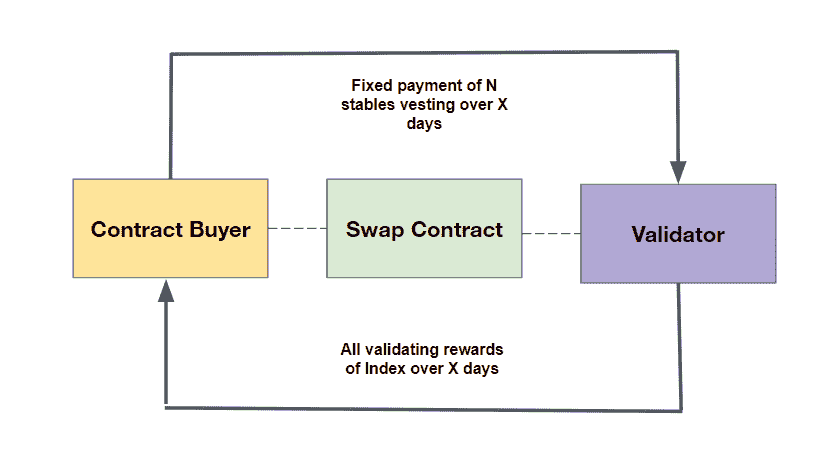 Fixed payment of N
stables vesting over X
days
Contract Buyer
Swap Contract
Validator
All validating rewards
of Index over X days